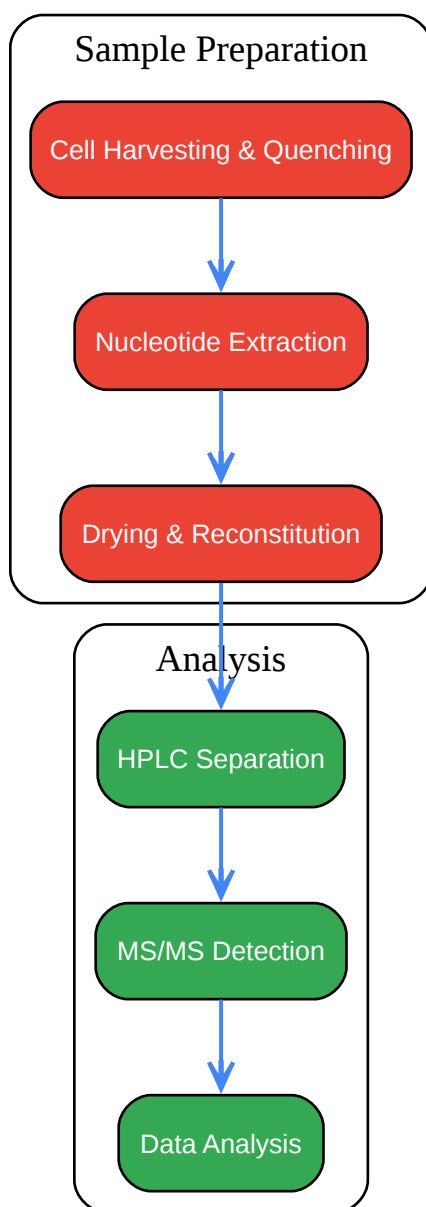 Sample Preparation
Cell Harvesting & Quenching
Nucleotide Extraction
Drying & Reconstitution
Analysis
HPLC Separation
MS/MS Detection
Data Analysis